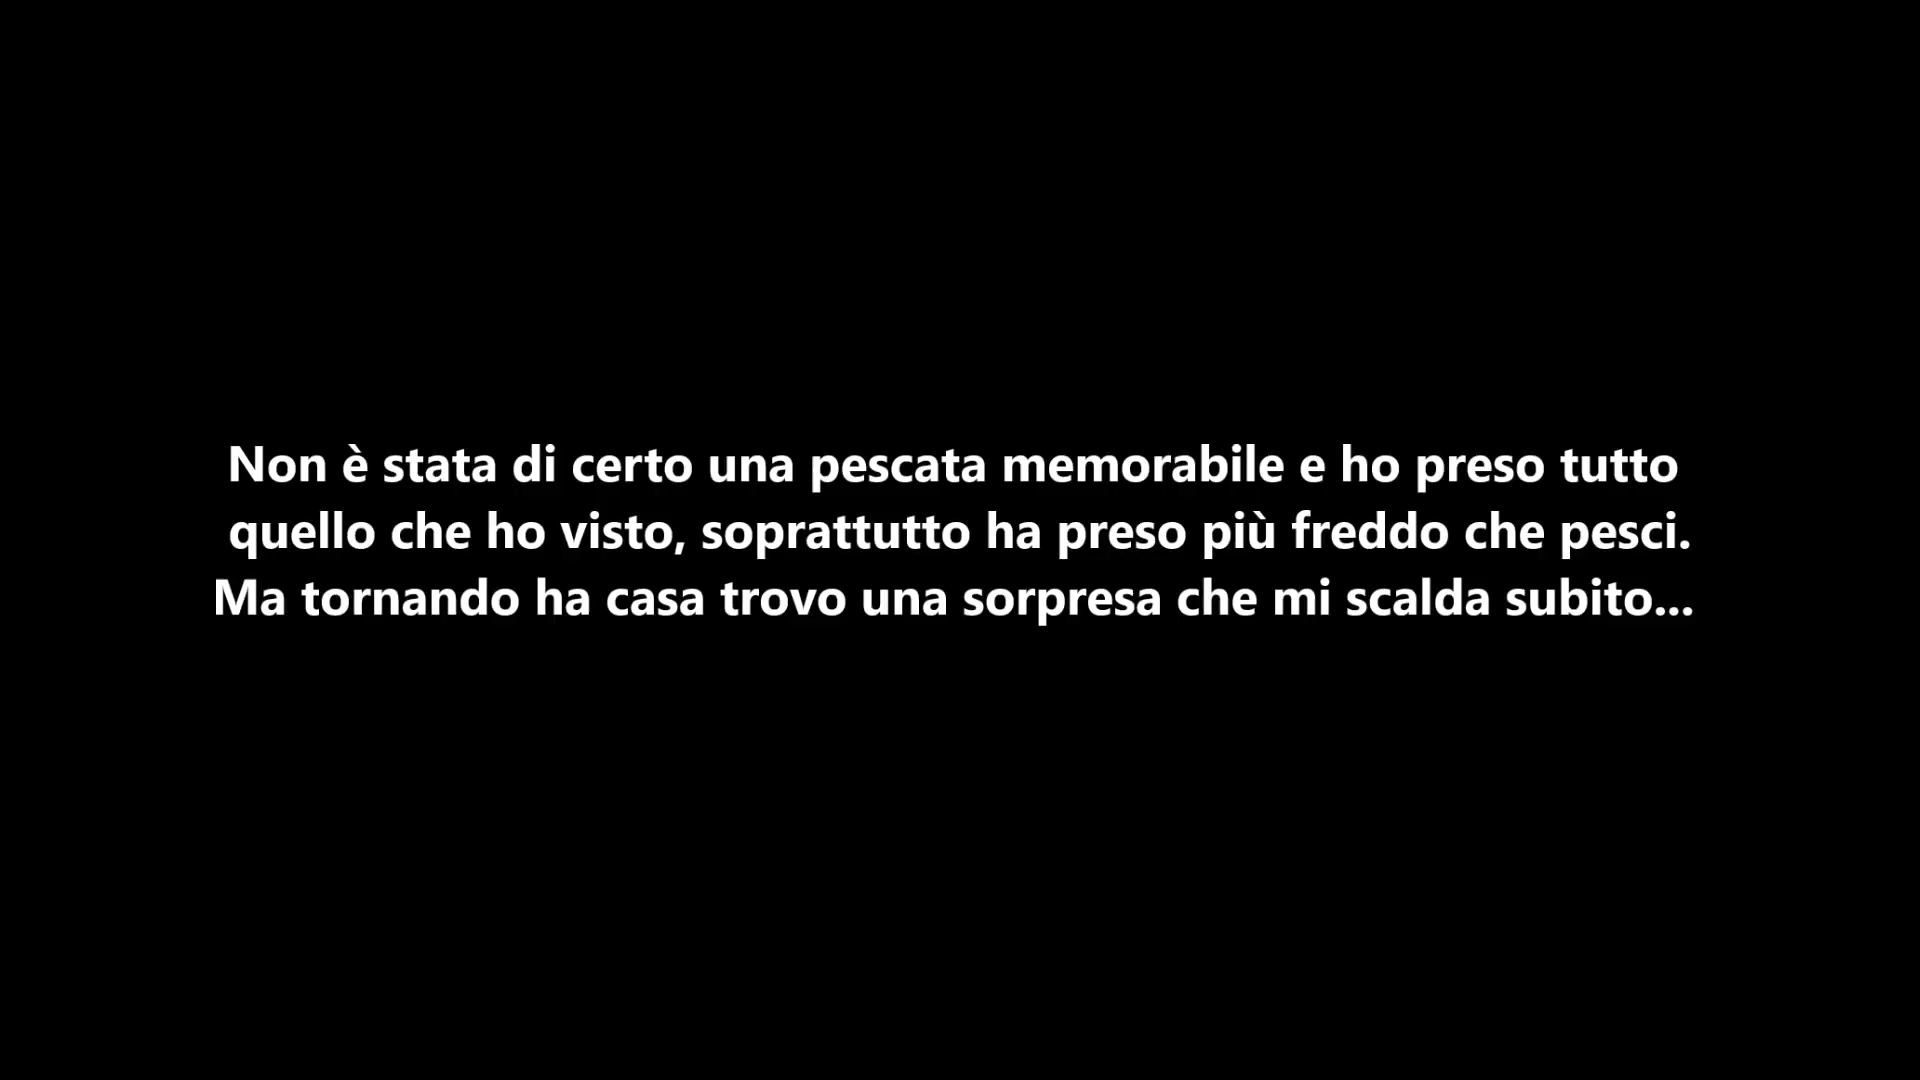 Non è stata di certo una pescata memorabile e ho preso tutto
quello che ho visto, soprattutto ha preso più freddo che pesci.
Ma tornando ha casa trovo una sorpresa che mi scalda subito...